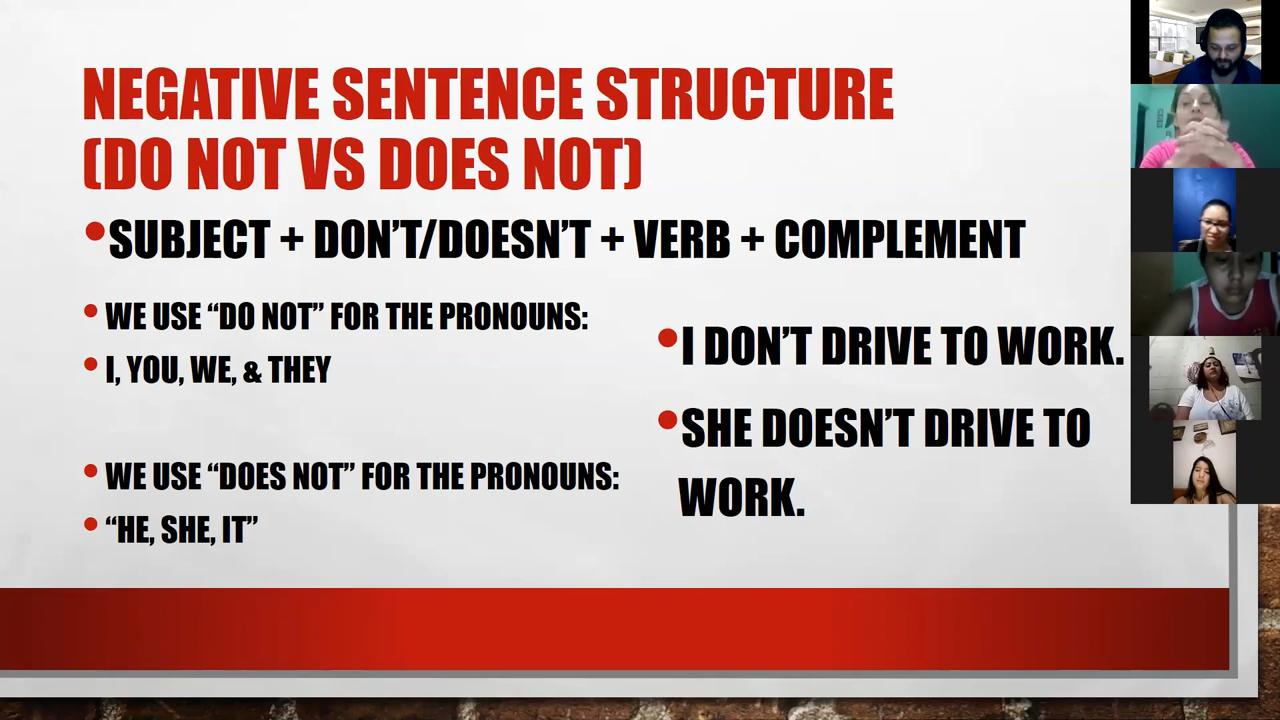 NEGATIVE SENTENCE STRUCTURE
(DO NOT VS DOES NOT)
•SUBJECT + DON’T/DOESN’T + VERB + COMPLEMENT
• WE USE “DO NOT” FOR THE PRONOUNS:
• I, YOU, WE, & THEY
• WE USE “DOES NOT” FOR THE PRONOUNS:
• “HE, SHE, IT”
•I DON’T DRIVE TO WORK.
•SHE DOESN’T DRIVE TO
WORK.